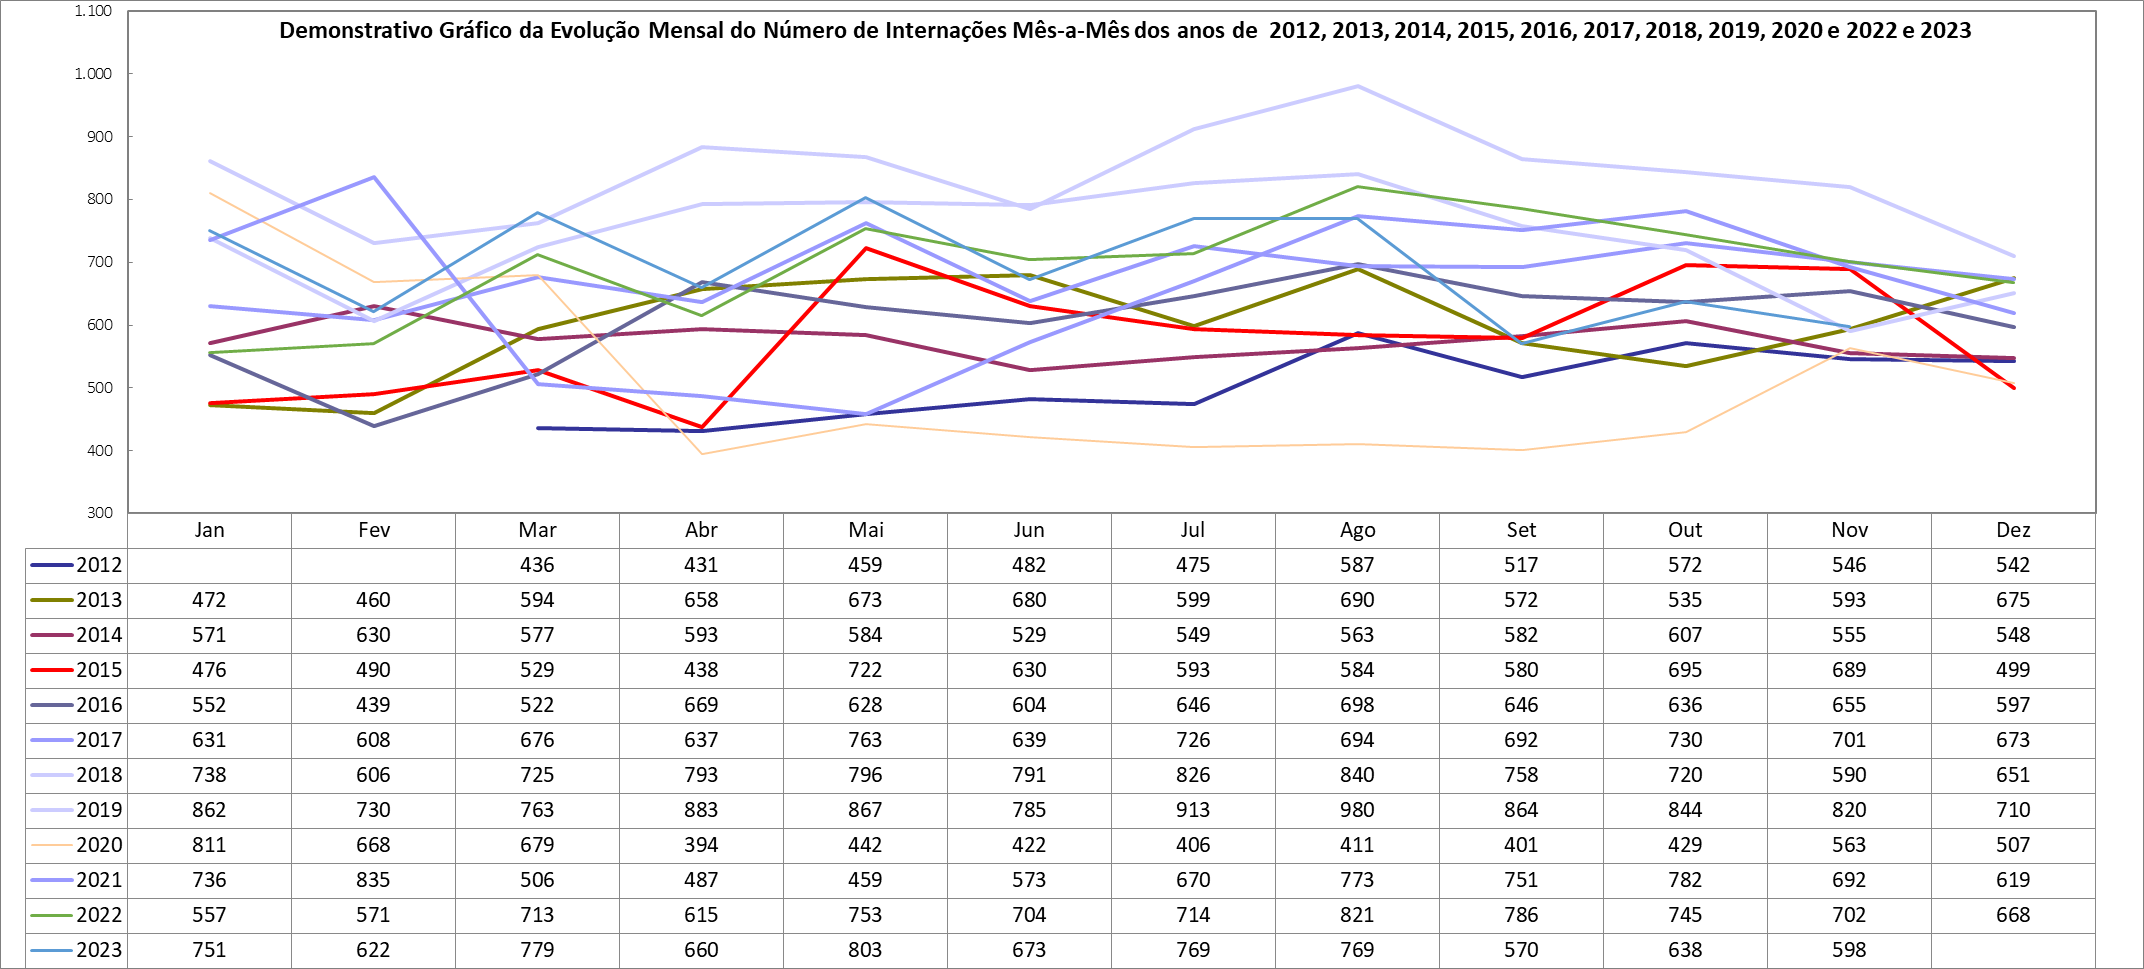 Demonstrativo Gráfico da Evolução Mensal do Número de Internações Mês-a-Mês dos anos de 2012, 2013, 2014, 2015, 2016, 2017, 2018, 2019, 2020 e 2022 e 2023
1.100
1.000
900
800
700
600
500
400
300
Jan Fev Mar Abr Mai Jun Jul Ago Set Out Nov Dez
2012 436 431 459 482 475 587 517 572 546 542
2013 472 460 594 658 673 680 599 690 572 535 593 675
2014 571 630 577 593 584 529 549 563 582 607 555 548
2015 476 490 529 438 722 630 593 584 580 695 689 499
2016 552 439 522 669 628 604 646 698 646 636 655 597
2017 631 608 676 637 763 639 726 694 692 730 701 673
2018 738 606 725 793 796 791 826 840 758 720 590 651
2019 862 730 763 883 867 785 913 980 864 844 820 710
2020 811 668 679 394 442 422 406 411 401 429 563 507
2021 736 835 506 487 459 573 670 773 751 782 692 619
2022 557 571 713 615 753 704 714 821 786 745 702 668
2023 751 622 779 660 803 673 769 769 570 638 598